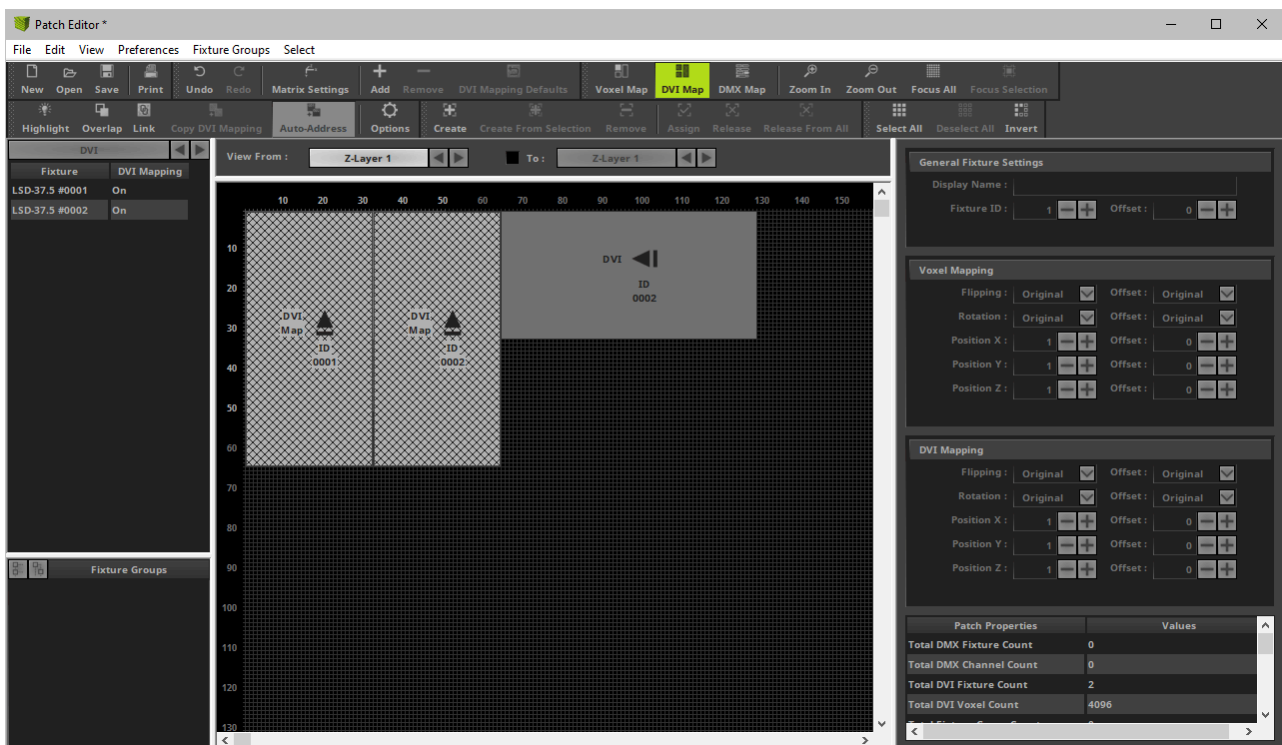 Patch Editor *
File Edit View Preferences Fixture Groups Select
New Open Save Print Undo Redo Matrix Settings Add Remove DVI Mapping Defaults Voxel Map DVI Map DMX Map Zoom In Zoom Out Focus All Focus Selection
Highlight Overlap Link Copy DVI Mapping Auto-Address Options Create Create From Selection Remove Assign Release Release From All Select All Deselect All Invert
DVI
Fixture DVI Mapping
LSD-37.5 #0001 On
LSD-37.5 #0002 On
Fixture Groups
View From : Z-Layer 1 To : Z-Layer 1
10 20 30 40 50 60 70 80 90 100 110 120 130 140 150
10
20
30
40
50
60
70
80
90
100
110
120
130
DVI
Map
ID
0001
DVI
Map
ID
0002
DVI
ID
0002
General Fixture Settings
Display Name :
Fixture ID : 1 Offset : 0
Voxel Mapping
Flipping : Original Offset : Original
Rotation : Original Offset : Original
Position X : 1 Offset : 0
Position Y : 1 Offset : 0
Position Z : 1 Offset : 0
DVI Mapping
Flipping : Original Offset : Original
Rotation : Original Offset : Original
Position X : 1 Offset : 0
Position Y : 1 Offset : 0
Position Z : 1 Offset : 0
Patch Properties Values
Total DMX Fixture Count 0
Total DMX Channel Count 0
Total DVI Fixture Count 2
Total DVI Voxel Count 4096